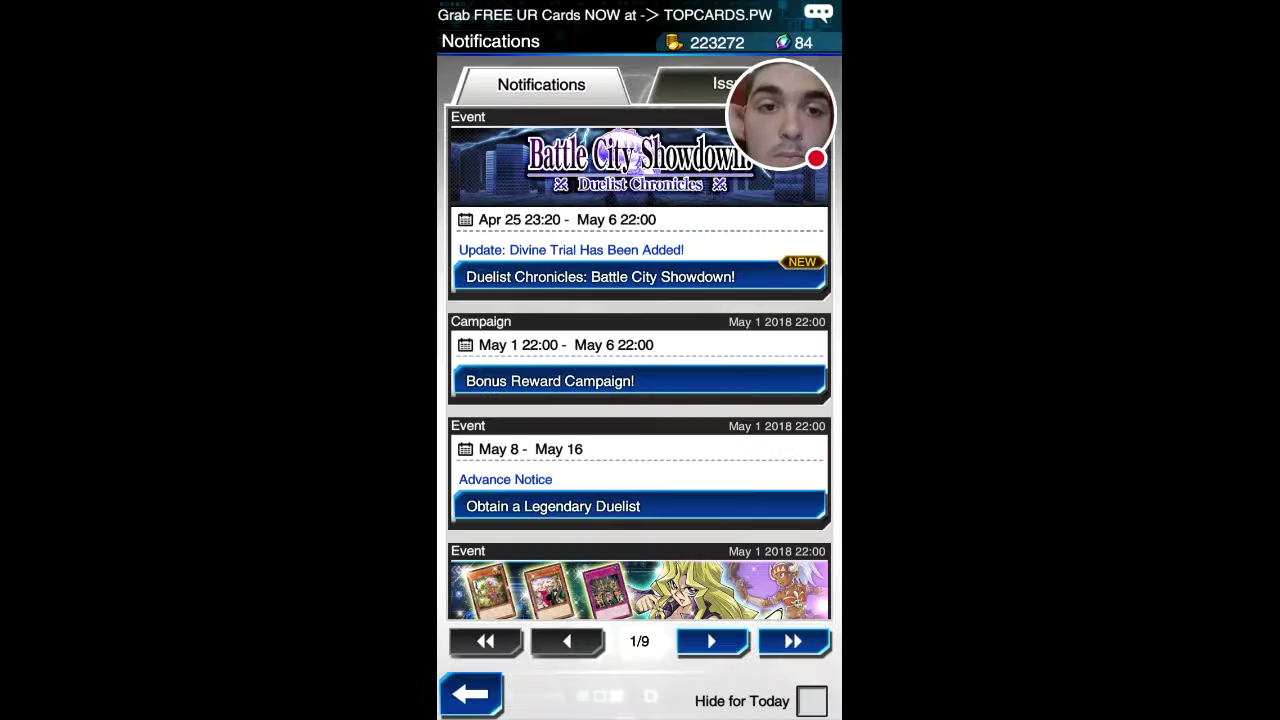 Grab FREE UR Cards NOW at -> TOPCARDS.PW
Notifications
223272
84
Notifications
Event
Battle City Showdown!
Duelist Chronicles
Apr 25 23:20 - May 6 22:00
Update: Divine Trial Has Been Added!
NEW
Duelist Chronicles: Battle City Showdown!
Campaign
May 1 2018 22:00
May 1 22:00 - May 6 22:00
Bonus Reward Campaign!
Event
May 1 2018 22:00
May 8 - May 16
Advance Notice
Obtain a Legendary Duelist
Event
May 1 2018 22:00
1/9
Hide for Today